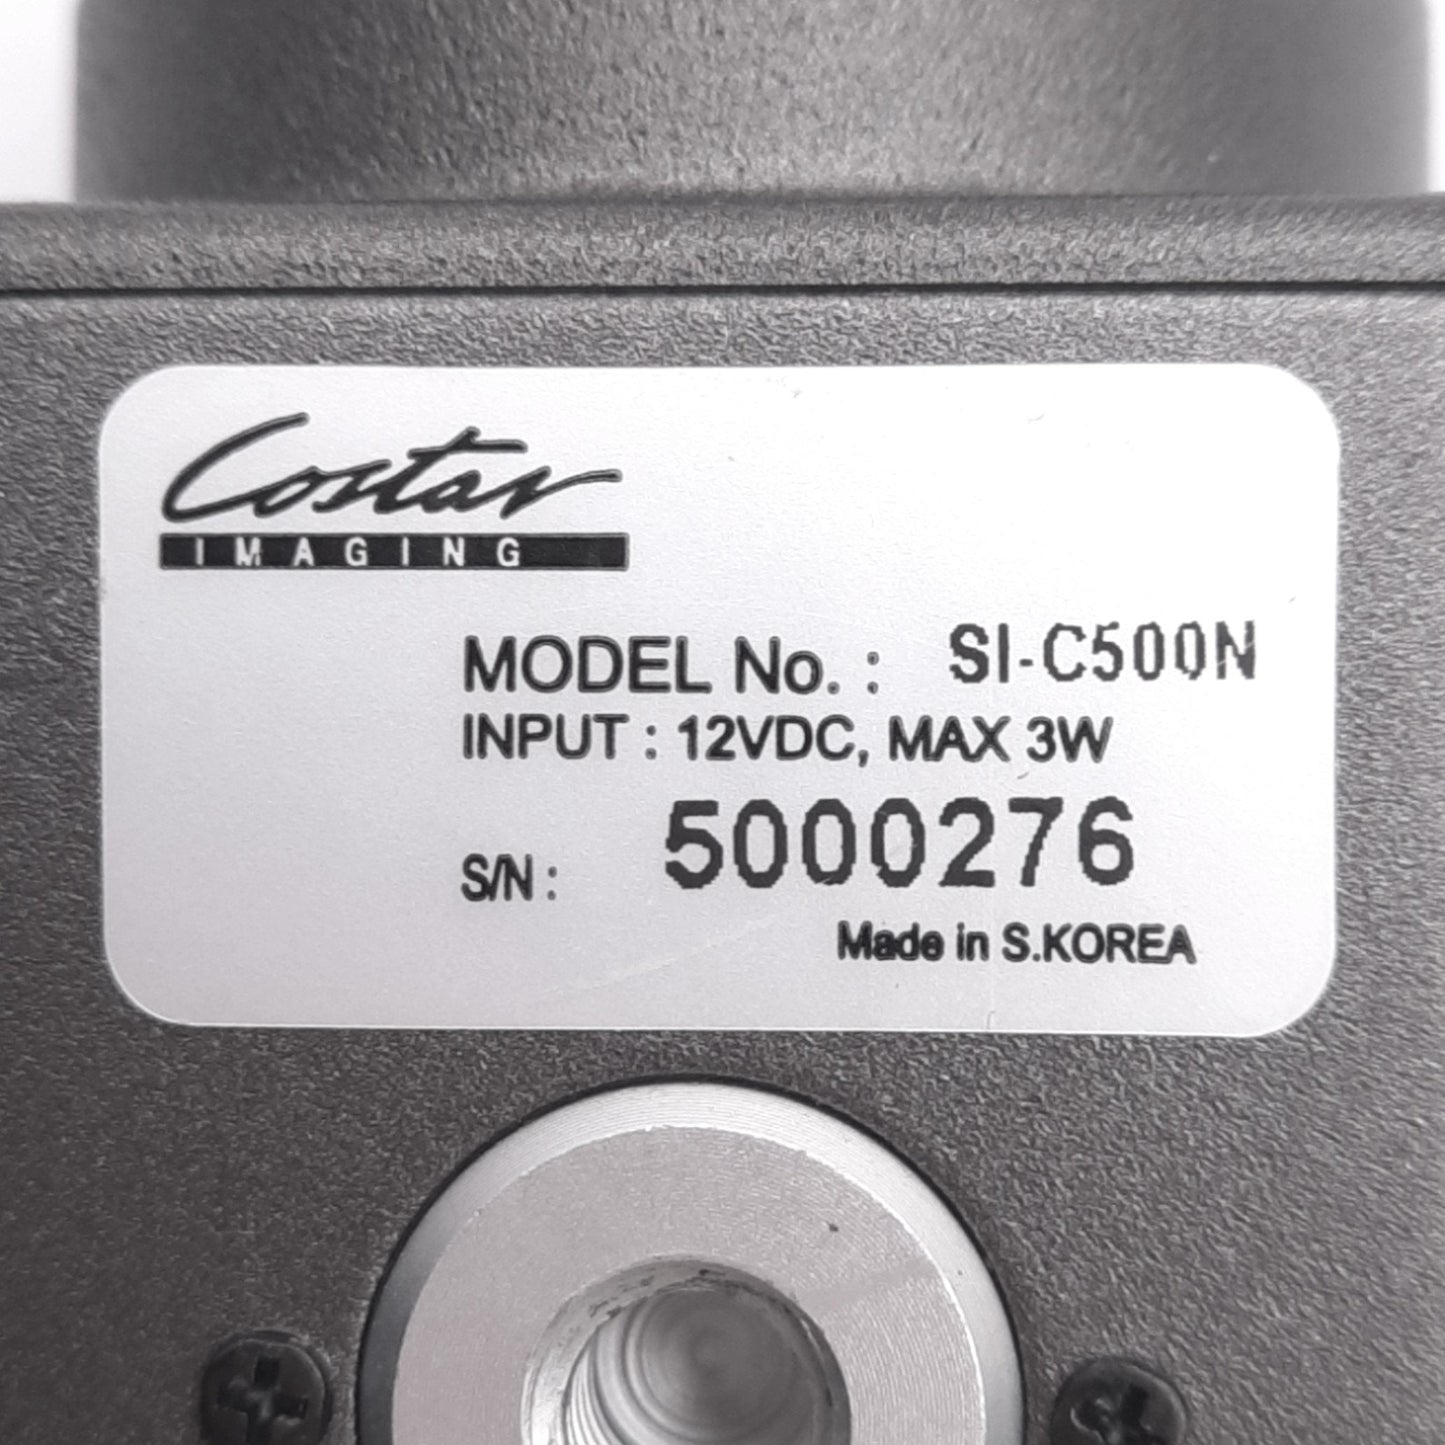 Costar
IMAGING
MODEL No. : SI-C500N
INPUT : 12VDC, MAX 3W
S/N : 5000276
Made in S.KOREA